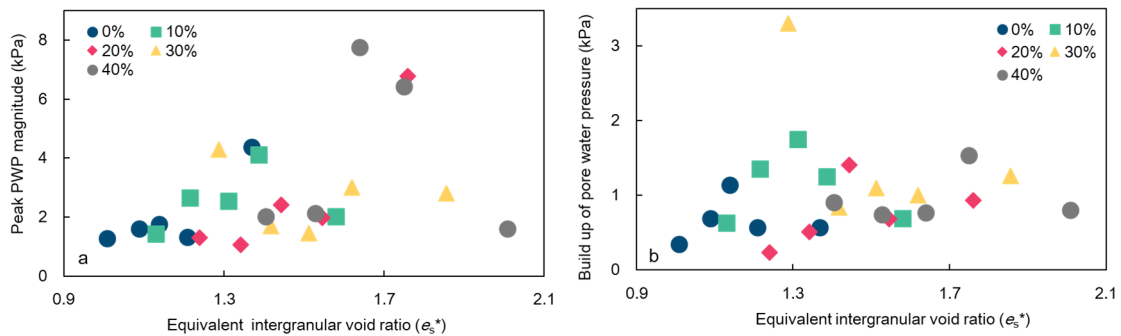 Peak PWP magnitude (kPa)
8
6
4
2
0
0% 10%
20% 30%
40%
a
0.9 1.3 1.7 2.1
Equivalent intergranular void ratio (eₛ*)
Build up of pore water pressure (kPa)
3
2
1
0
0% 10%
20% 30%
40%
b
0.9 1.3 1.7 2.1
Equivalent intergranular void ratio (eₛ*)